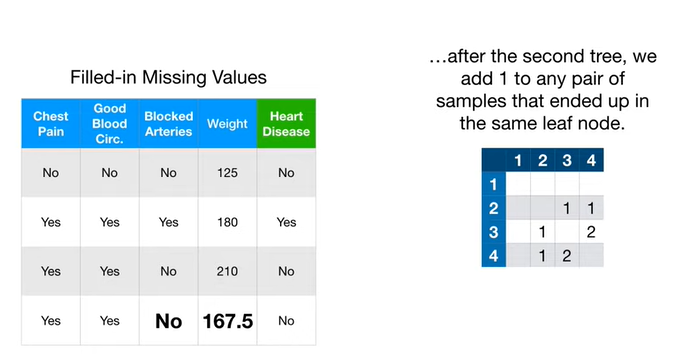 …after the second tree, we
add 1 to any pair of
samples that ended up in
the same leaf node.
Filled-in Missing Values
Chest Pain Good Blood Circ. Blocked Arteries Weight Heart Disease
No No No 125 No
Yes Yes Yes 180 Yes
Yes Yes No 210 No
Yes Yes No 167.5 No
1 2 3 4
1
2 1 1
3 1 2
4 1 2